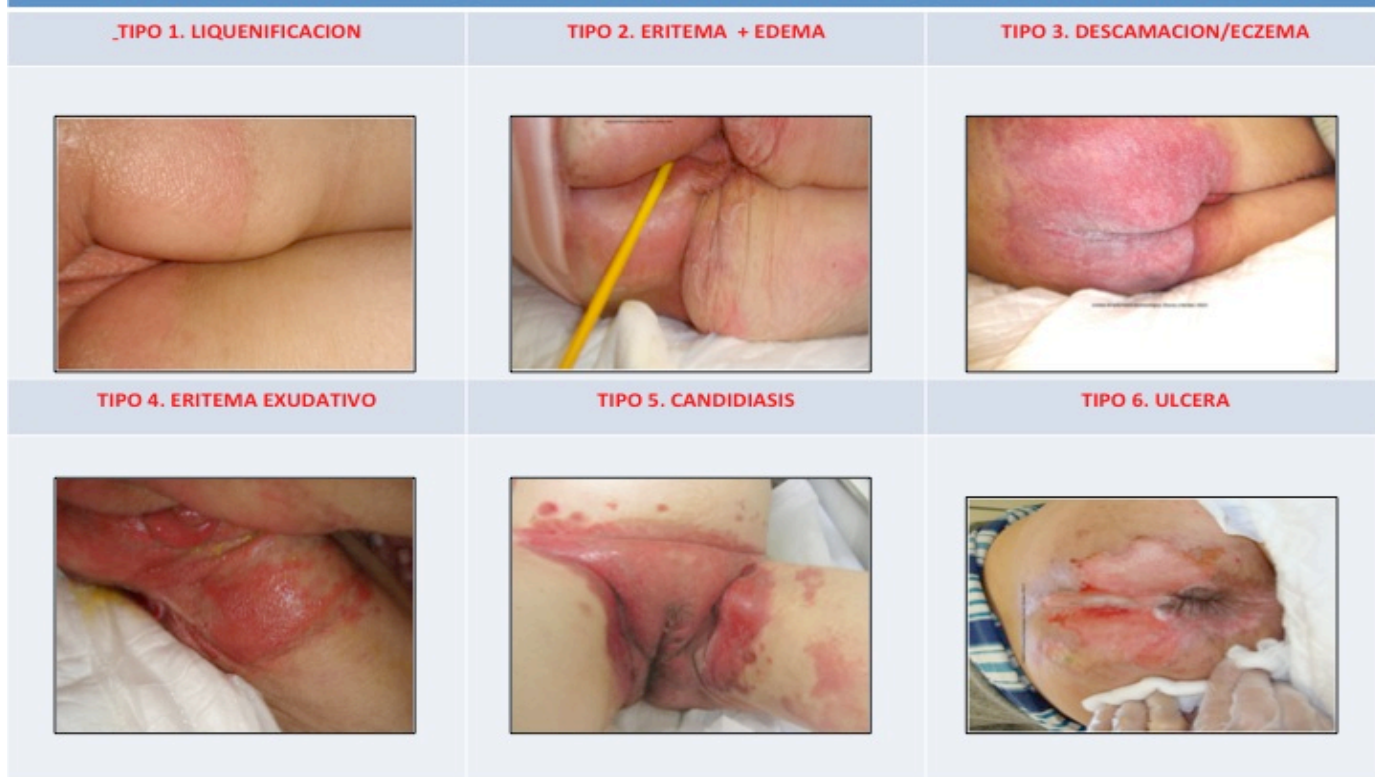 _TIPO 1. LIQUENIFICACION
TIPO 2. ERITEMA + EDEMA
TIPO 3. DESCAMACION/ECZEMA
TIPO 4. ERITEMA EXUDATIVO
TIPO 5. CANDIDIASIS
TIPO 6. ULCERA